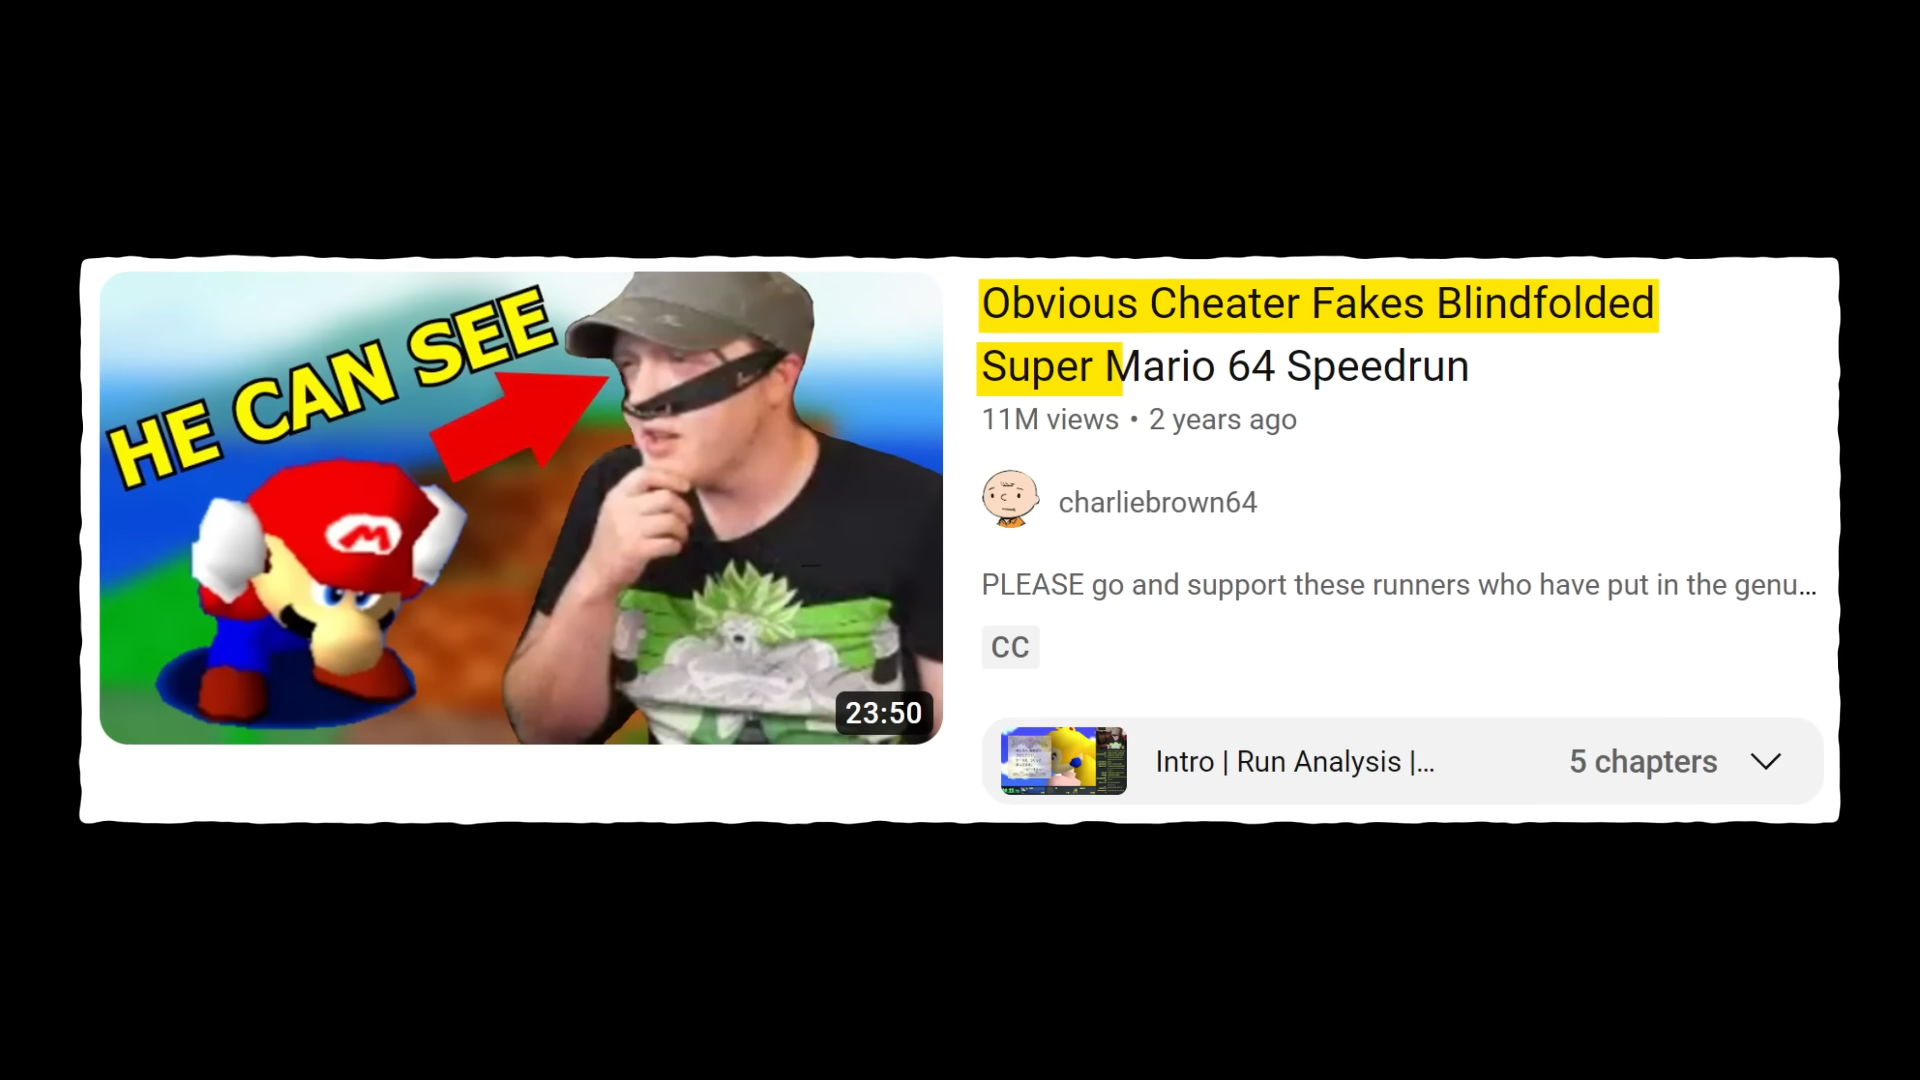 HE CAN SEE
M
23:50
Obvious Cheater Fakes Blindfolded
Super Mario 64 Speedrun
11M views • 2 years ago
charliebrown64
PLEASE go and support these runners who have put in the genu...
CC
Intro | Run Analysis |...
5 chapters